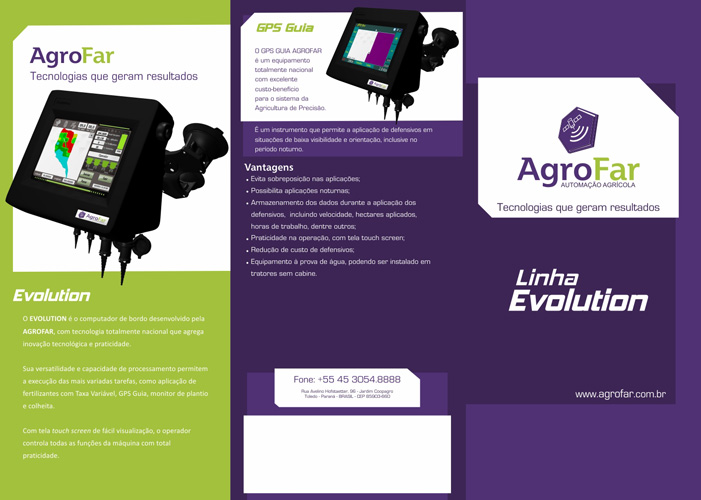 AgroFar
Tecnologias que geram resultados
AgroFar
Evolution
O EVOLUTION é o computador de bordo desenvolvido pela
AGROFAR, com tecnologia totalmente nacional que agrega
inovação tecnológica e praticidade.
Sua versatilidade e capacidade de processamento permitem
a execução das mais variadas tarefas, como aplicação de
fertilizantes com Taxa Variável, GPS Guia, monitor de plantio
e colheita.
Com tela touch screen de fácil visualização, o operador
controla todas as funções da máquina com total
praticidade.
GPS Guia
O GPS GUIA AGROFAR
é um equipamento
totalmente nacional
com excelente
custo-benefício
para o sistema da
Agricultura de Precisão.
AgroFar
É um instrumento que permite a aplicação de defensivos em
situações de baixa visibilidade e orientação, inclusive no
período noturno.
Vantagens
• Evita sobreposição nas aplicações;
• Possibilita aplicações noturnas;
• Armazenamento dos dados durante a aplicação dos
defensivos, incluindo velocidade, hectares aplicados,
horas de trabalho, dentre outros;
• Praticidade na operação, com tela touch screen;
• Redução de custo de defensivos;
• Equipamento à prova de água, podendo ser instalado em
tratores sem cabine.
Fone: +55 45 3054.8888
Toledo - Paraná - BRASIL - CEP
AgroFar
AUTOMAÇÃO AGRÍCOLA
Tecnologias que geram resultados
Linha
Evolution
www.agrofar.com.br